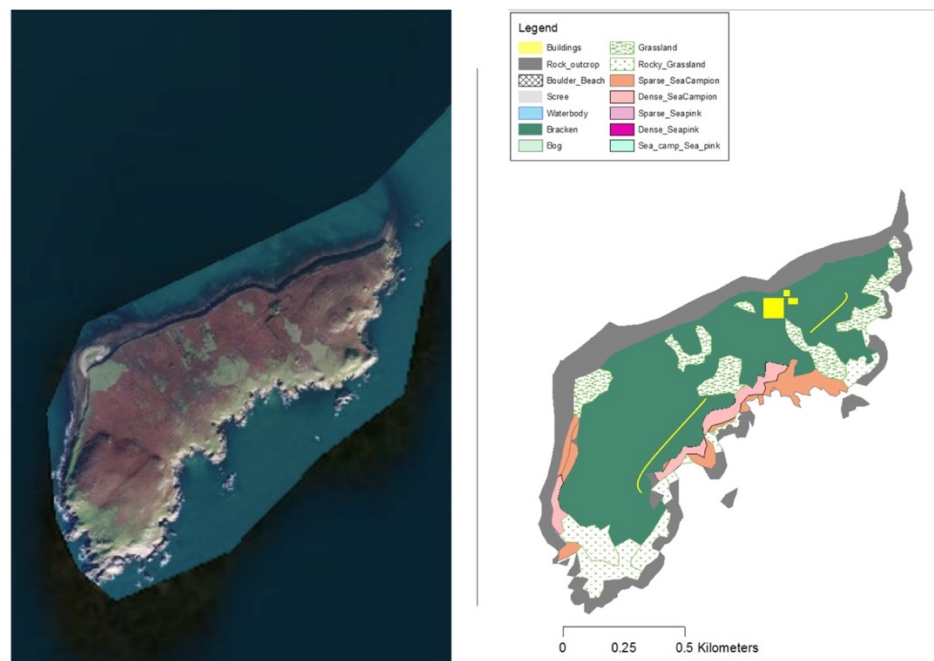 Legend
Buildings
Rock_outcrop
Boulder_Beach
Scree
Waterbody
Bracken
Bog
Grassland
Rocky_Grassland
Sparse_SeaCampion
Dense_SeaCampion
Sparse_Seapink
Dense_Seapink
Sea_camp_Sea_pink
0 0.25 0.5 Kilometers